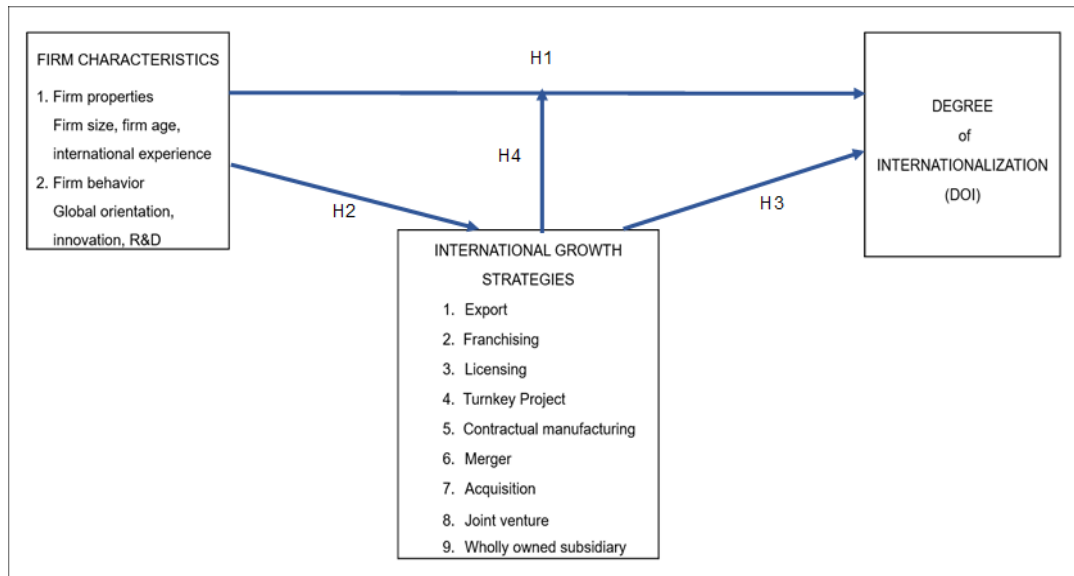 FIRM CHARACTERISTICS
1. Firm properties
Firm size, firm age,
international experience
2. Firm behavior
Global orientation,
innovation, R&D
H1
H4
H2
H3
DEGREE
of
INTERNATIONALIZATION
(DOI)
INTERNATIONAL GROWTH
STRATEGIES
1. Export
2. Franchising
3. Licensing
4. Turnkey Project
5. Contractual manufacturing
6. Merger
7. Acquisition
8. Joint venture
9. Wholly owned subsidiary